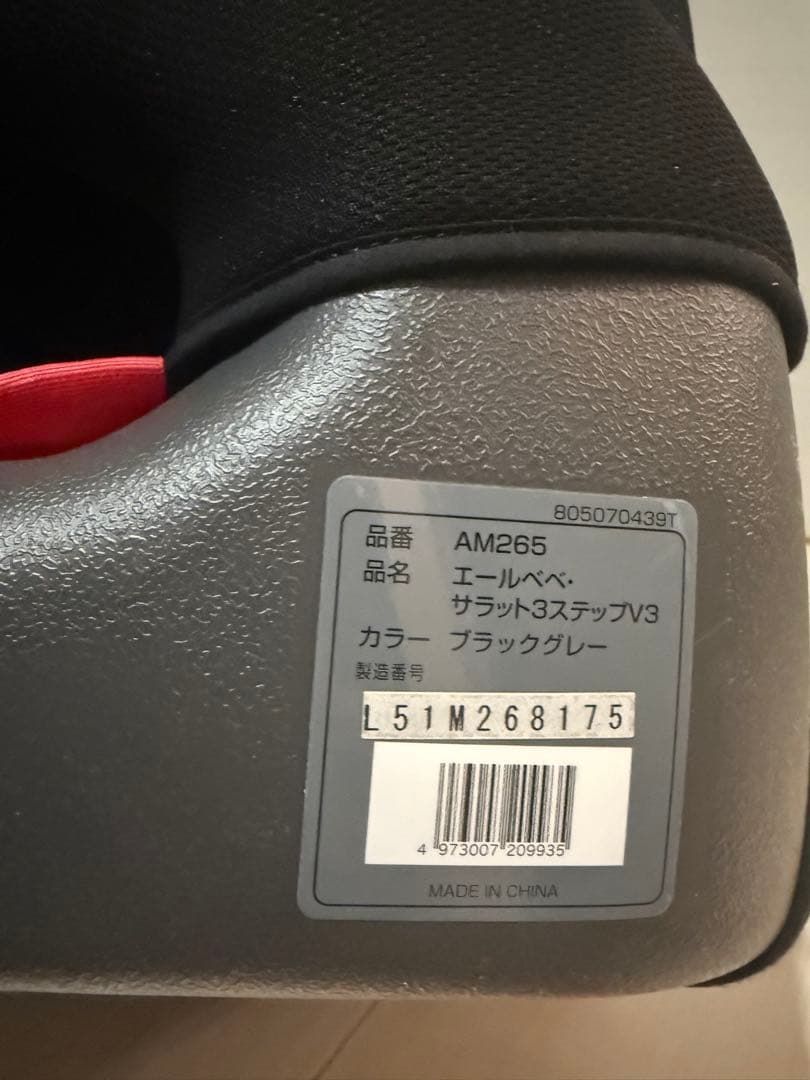 805070439T
品番 AM265
品名 エールベベ・
サラット3ステップV3
カラー ブラックグレー
製造番号
L51M268175
4 973007 209935
MADE IN CHINA